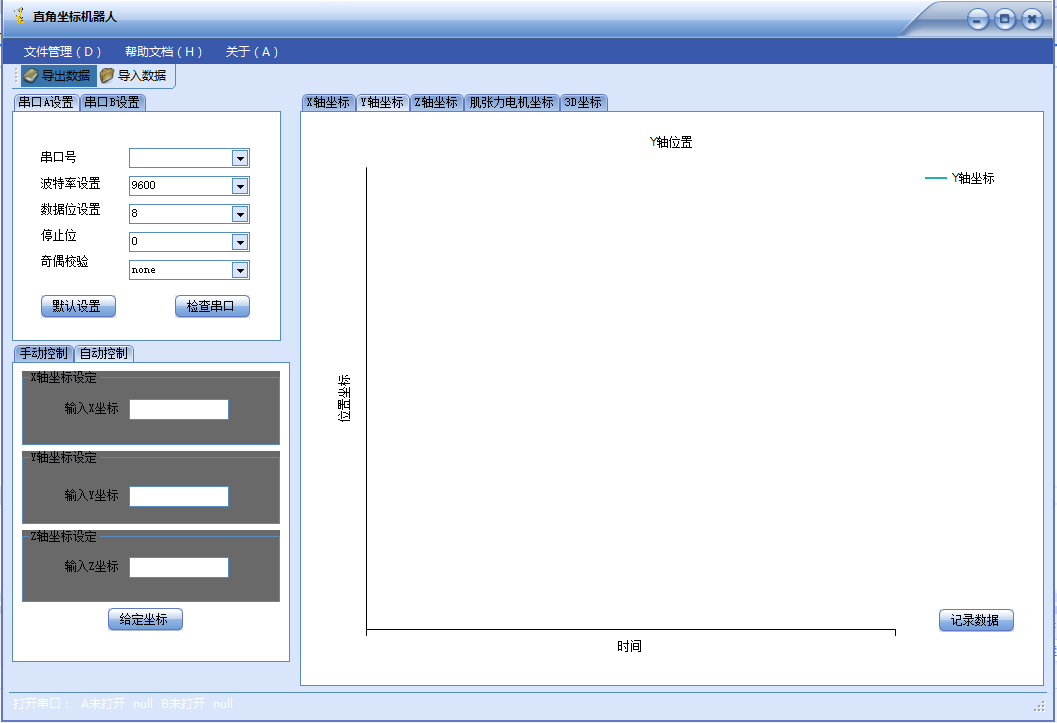 直角坐标机器人
文件管理(D) 帮助文档(H) 关于(A)
导出数据 导入数据
串口A设置 串口B设置
串口号
波特率设置 9600
数据位设置 8
停止位 0
奇偶校验 none
默认设置 检查串口
手动控制 自动控制
X轴坐标设定
输入X坐标
Y轴坐标设定
输入Y坐标
Z轴坐标设定
输入Z坐标
给定坐标
X轴坐标 Y轴坐标 Z轴坐标 肌张力电机坐标 3D坐标
Y轴位置
Y轴坐标
位置坐标
时间
记录数据
打开串口: A未打开 null B未打开 null